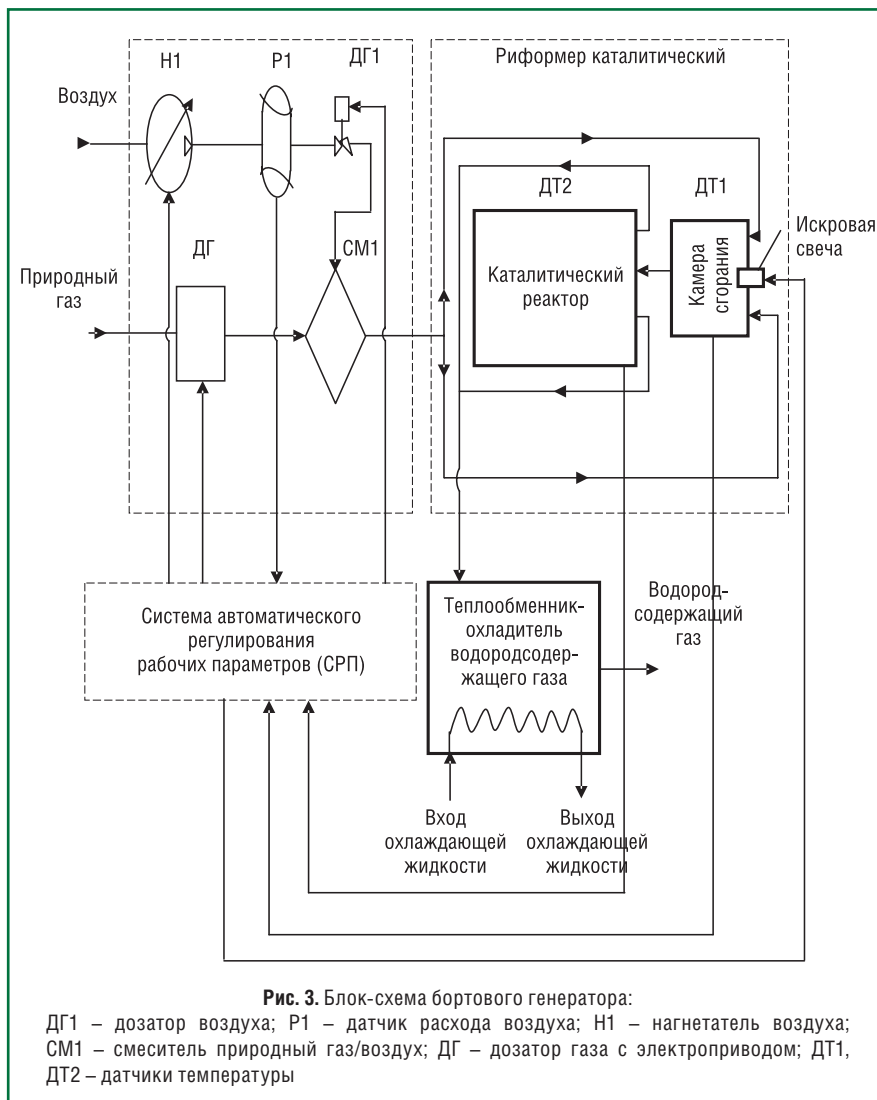 Н1
Р1
ДГ1
Риформер каталитический
Воздух
ДТ2
ДТ1
Искровая
свеча
ДГ
СМ1
Природный
газ
Каталитический
реактор
Камера
сгорания
Система автоматического
регулирования
рабочих параметров (СРП)
Теплообменник-
охладитель
водородсодер-
жащего газа
Водород-
содержащий
газ
Вход
охлаждающей
жидкости
Выход
охлаждающей
жидкости
Рис. 3. Блок-схема бортового генератора:
ДГ1 – дозатор воздуха; Р1 – датчик расхода воздуха; Н1 – нагнетатель воздуха;
СМ1 – смеситель природный газ/воздух; ДГ – дозатор газа с электроприводом; ДТ1,
ДТ2 – датчики температуры